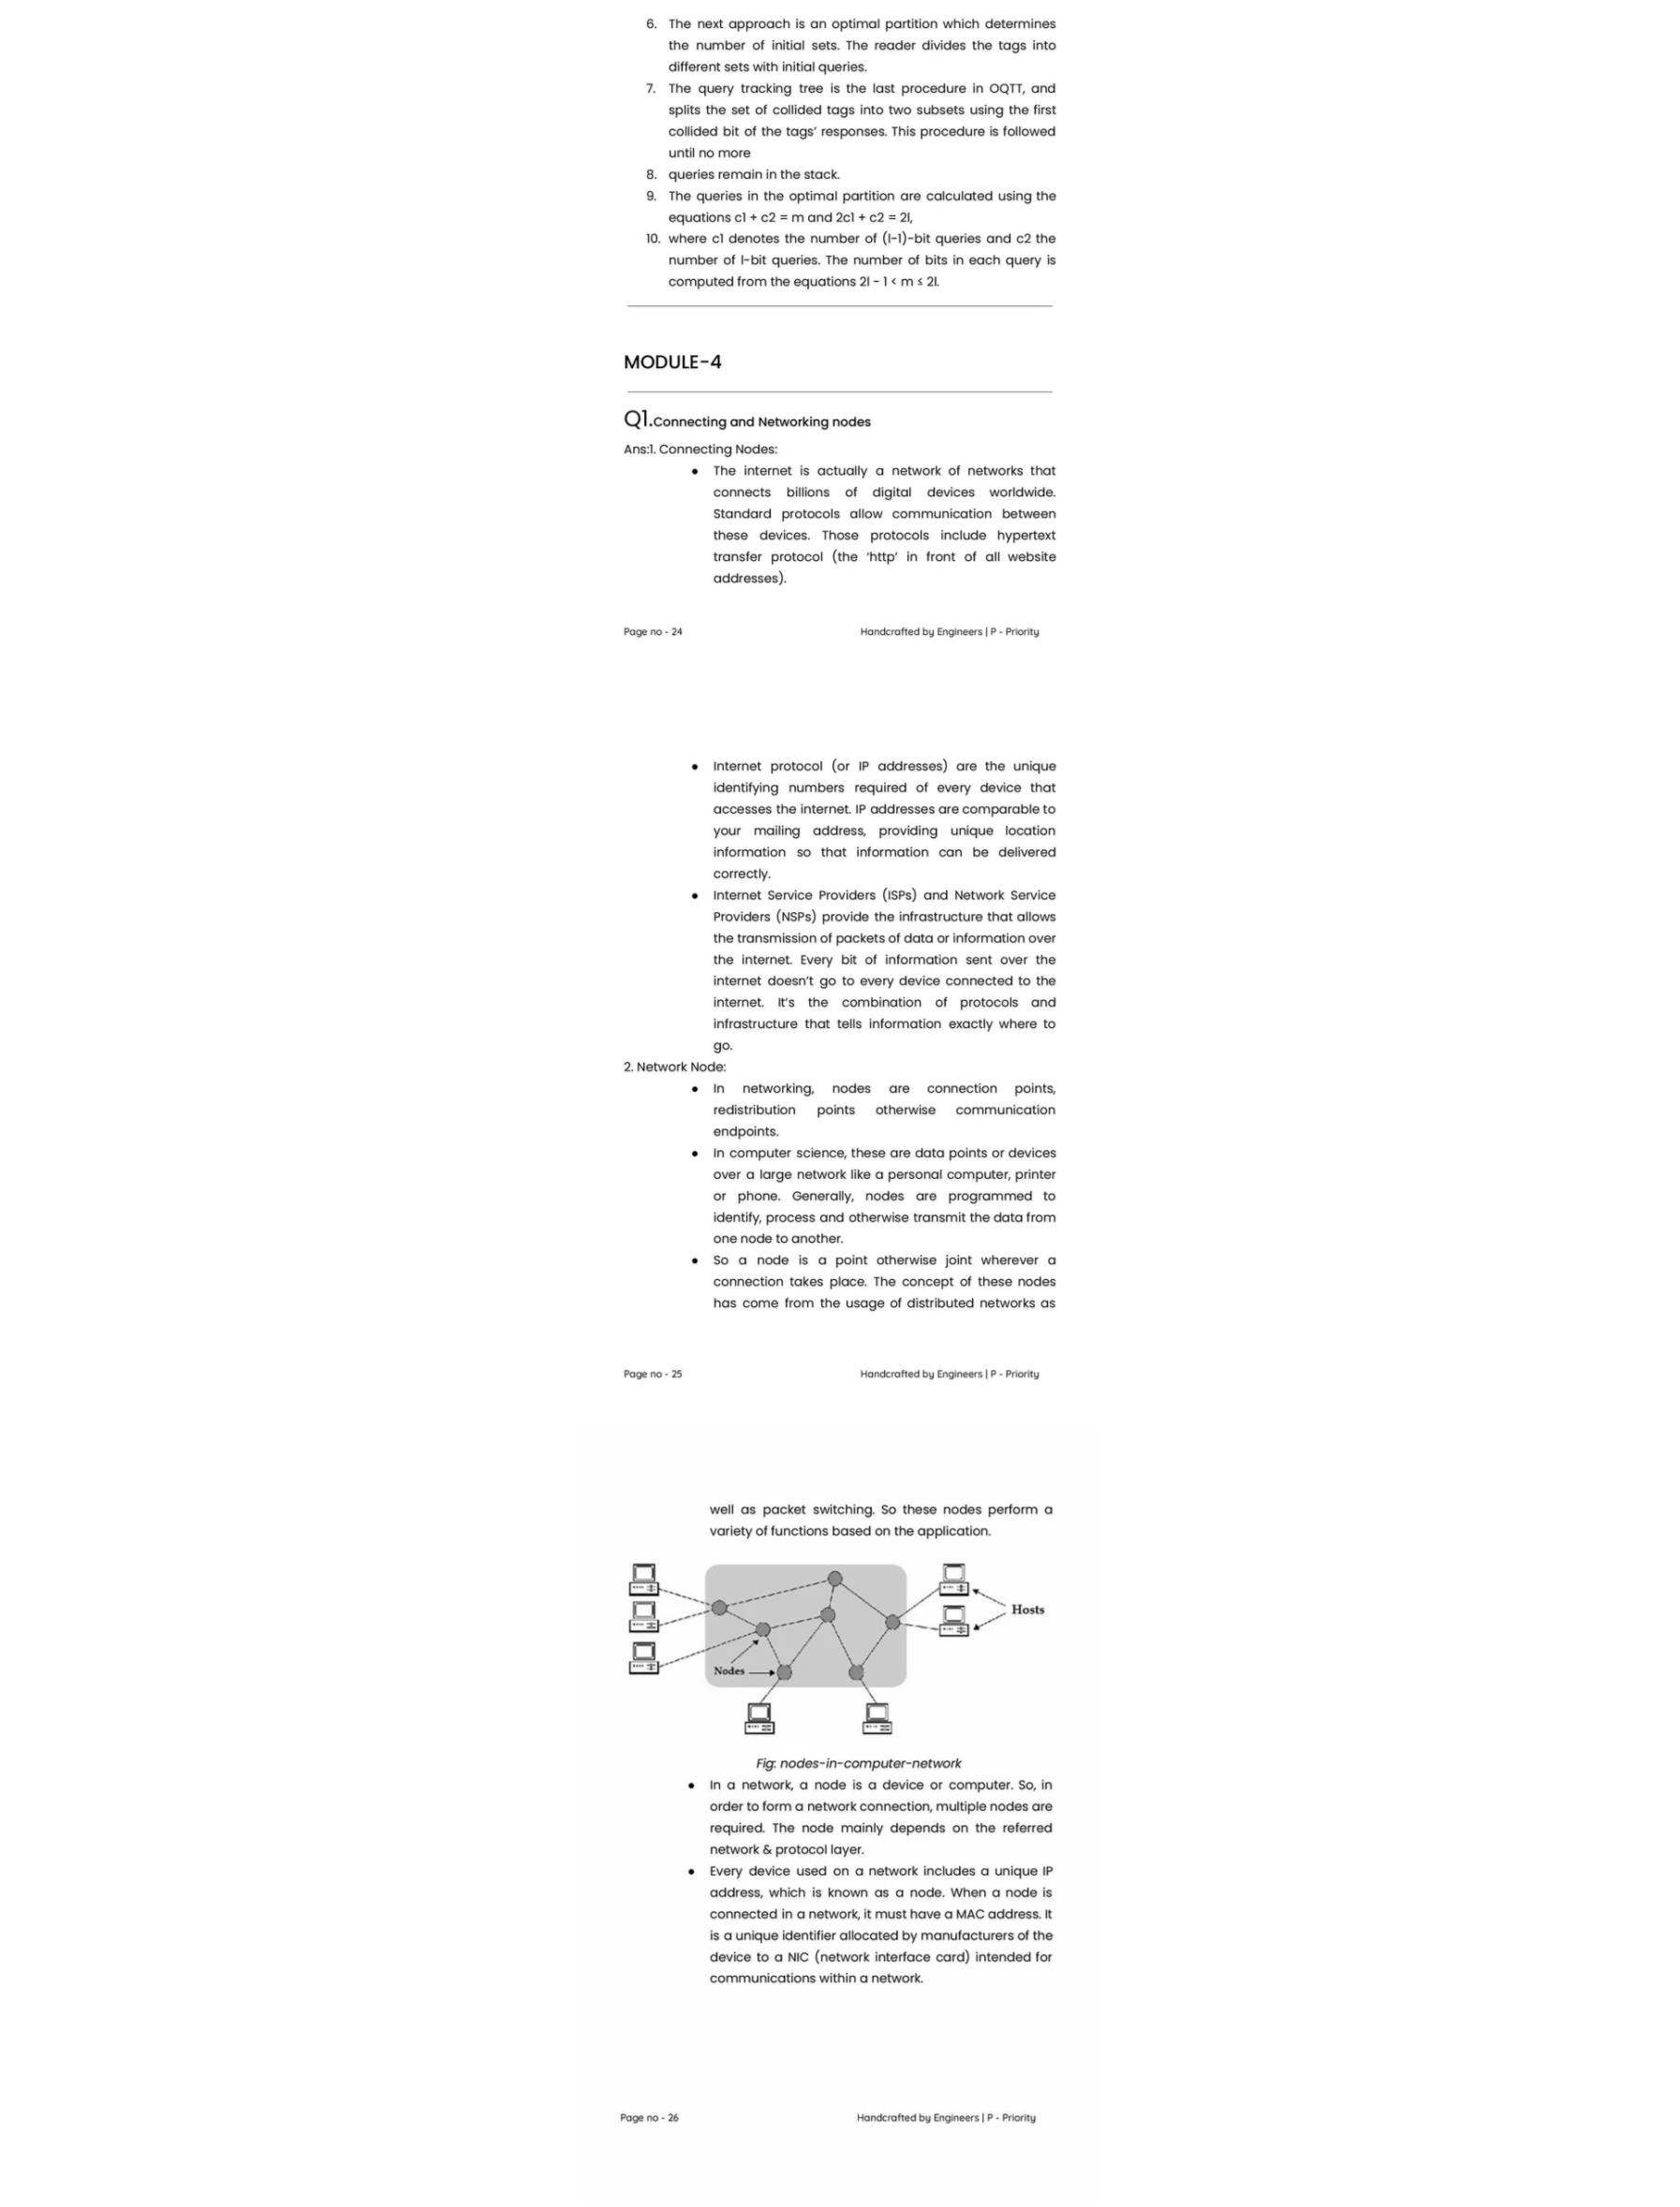 6. The next approach is an optimal partition which determines
the number of initial sets. The reader divides the tags into
different sets with initial queries.
7. The query tracking tree is the last procedure in OQTT, and
splits the set of collided tags into two subsets using the first
collided bit of the tags’ responses. This procedure is followed
until no more
8. queries remain in the stack.
9. The queries in the optimal partition are calculated using the
equations c1 + c2 = m and 2c1 + c2 = 2l,
10. where c1 denotes the number of (l-1)-bit queries and c2 the
number of l-bit queries. The number of bits in each query is
computed from the equations 2l - 1 < m ≤ 2l.
MODULE-4
Q1.Connecting and Networking nodes
Ans:1. Connecting Nodes:
● The internet is actually a network of networks that
connects billions of digital devices worldwide.
Standard protocols allow communication between
these devices. Those protocols include hypertext
transfer protocol (the ‘http’ in front of all website
addresses).
Page no - 24 Handcrafted by Engineers | P - Priority
● Internet protocol (or IP addresses) are the unique
identifying numbers required of every device that
accesses the internet. IP addresses are comparable to
your mailing address, providing unique location
information so that information can be delivered
correctly.
● Internet Service Providers (ISPs) and Network Service
Providers (NSPs) provide the infrastructure that allows
the transmission of packets of data or information over
the internet. Every bit of information sent over the
internet doesn’t go to every device connected to the
internet. It’s the combination of protocols and
infrastructure that tells information exactly where to
go.
2. Network Node:
● In networking, nodes are connection points,
redistribution points otherwise communication
endpoints.
● In computer science, these are data points or devices
over a large network like a personal computer, printer
or phone. Generally, nodes are programmed to
identify, process and otherwise transmit the data from
one node to another.
● So a node is a point otherwise joint wherever a
connection takes place. The concept of these nodes
has come from the usage of distributed networks as
Page no - 25 Handcrafted by Engineers | P - Priority
well as packet switching. So these nodes perform a
variety of functions based on the application.
Hosts
Nodes
Fig: nodes-in-computer-network
● In a network, a node is a device or computer. So, in
order to form a network connection, multiple nodes are
required. The node mainly depends on the referred
network & protocol layer.
● Every device used on a network includes a unique IP
address, which is known as a node. When a node is
connected in a network, it must have a MAC address. It
is a unique identifier allocated by manufacturers of the
device to a NIC (network interface card) intended for
communications within a network.
Page no - 26 Handcrafted by Engineers | P - Priority